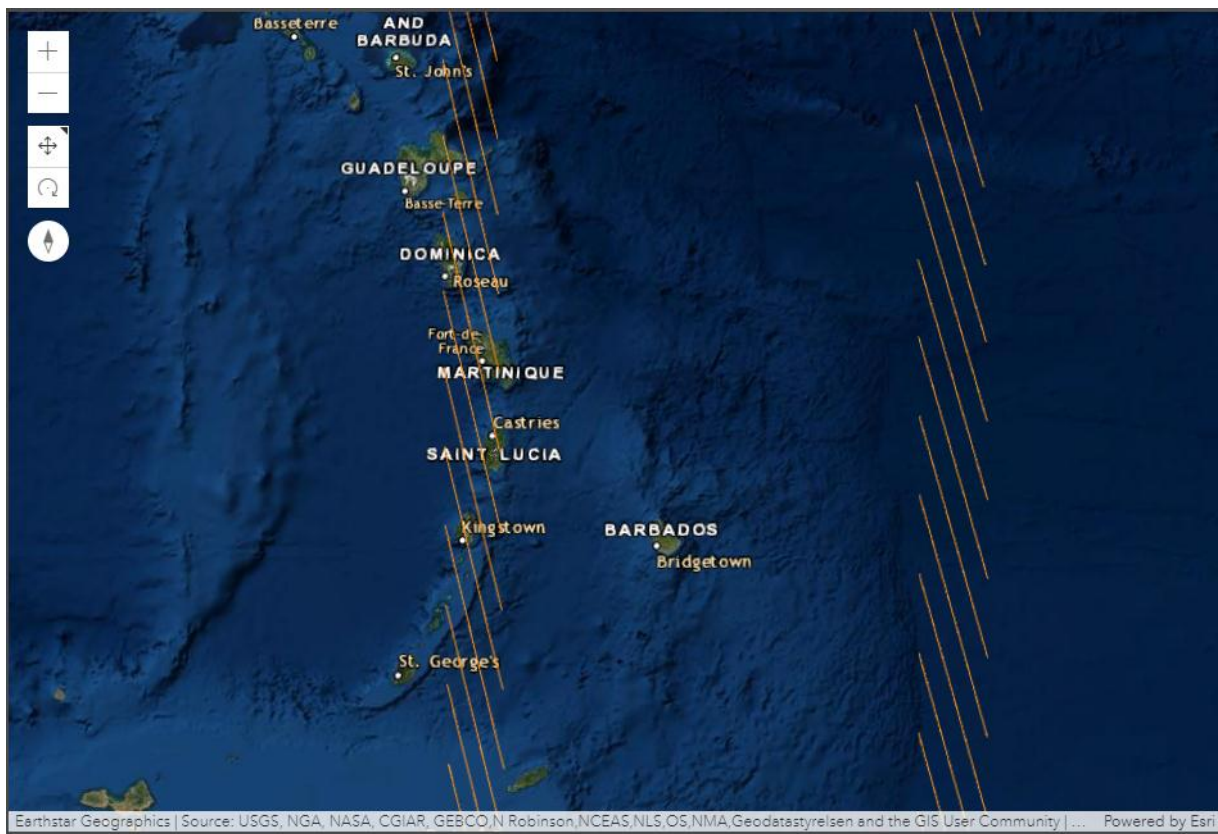 Basseterre
AND
BARBUDA
St. John's
GUADELOUPE
Basse-Terre
DOMINICA
Roseau
Fort-de-
France
MARTINIQUE
Castries
SAINT LUCIA
Kingstown
BARBADOS
Bridgetown
St. George's
Earthstar Geographics | Source: USGS, NGA, NASA, CGIAR, GEBCO,N Robinson,NCEAS,NLS,OS,NMA,Geodatastyrelsen and the GIS User Community | ... Powered by Esri